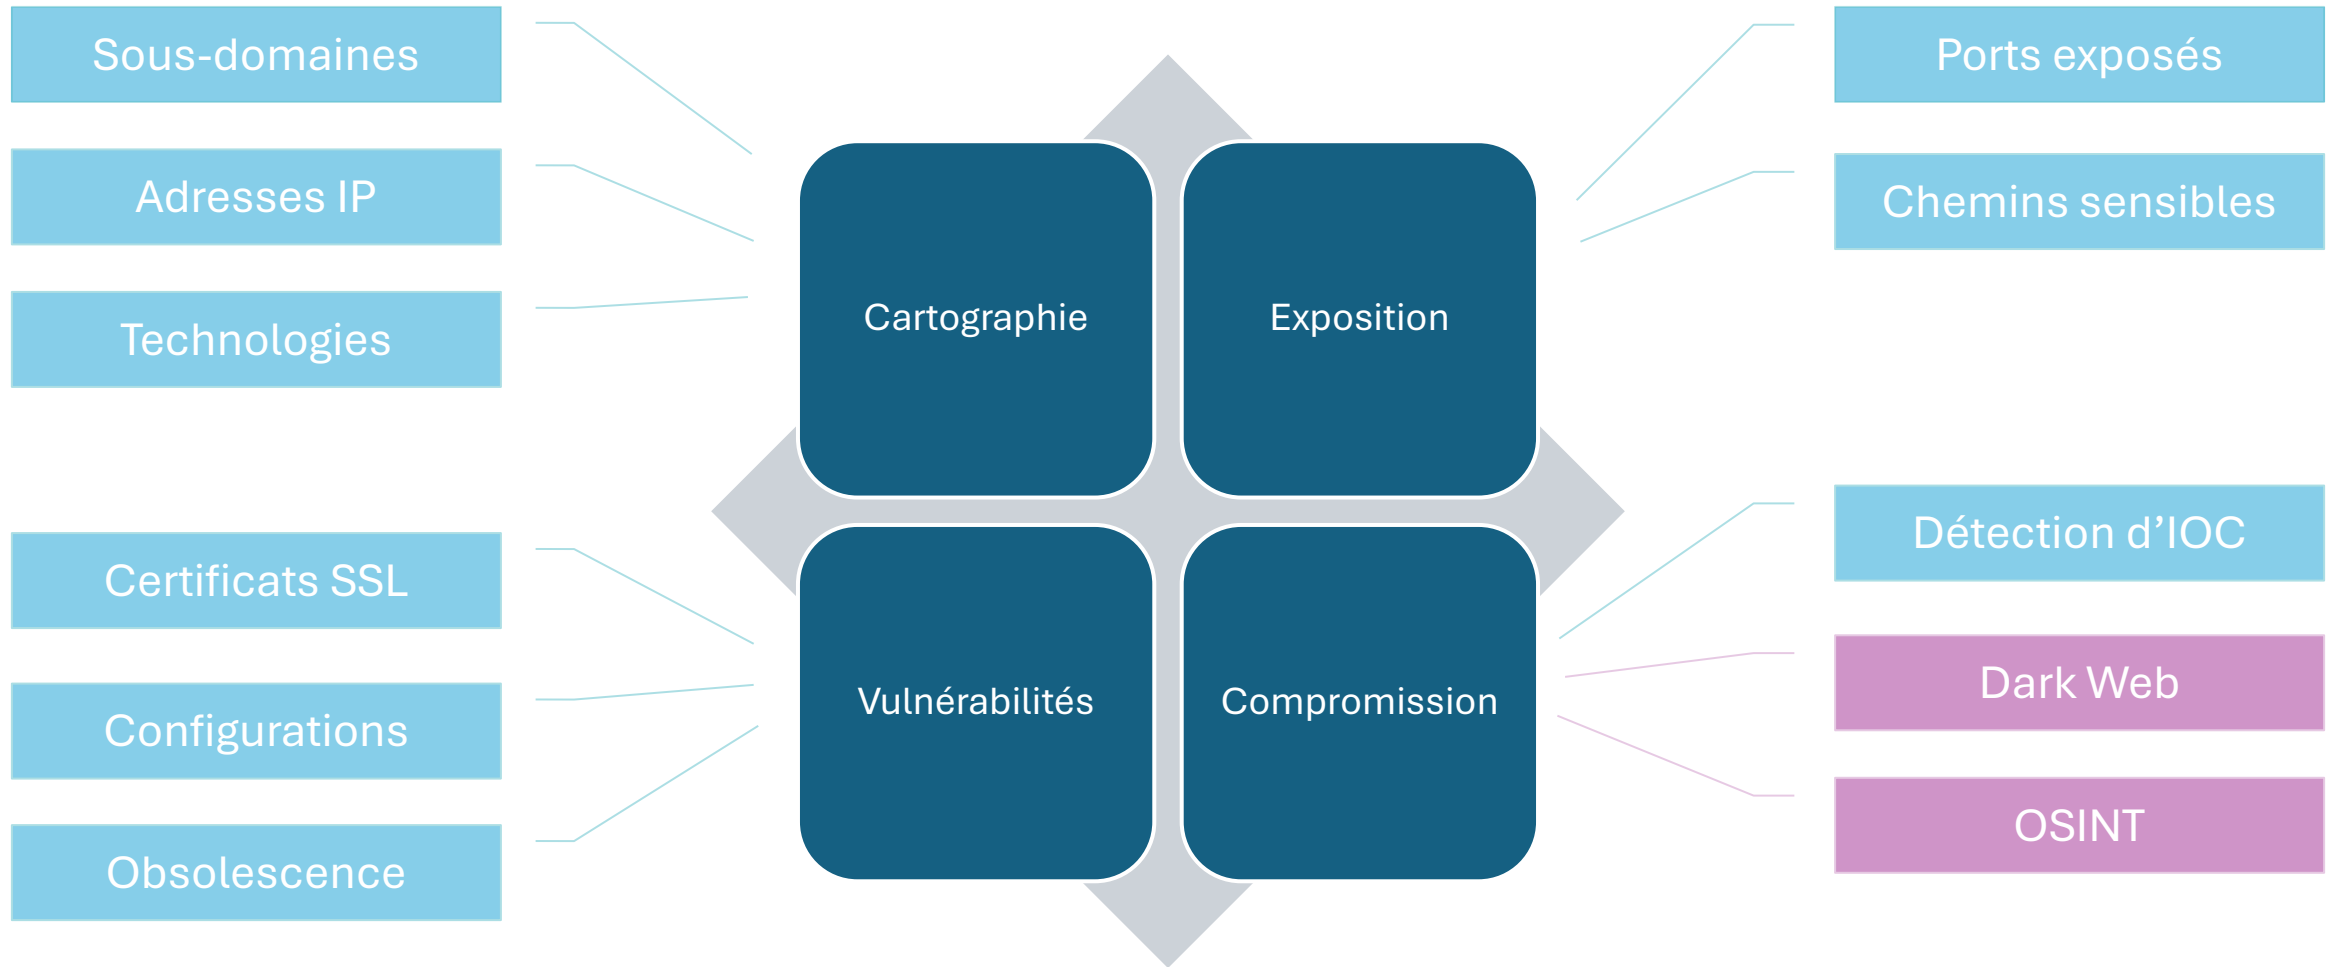 Sous-domaines
Adresses IP
Technologies
Certificats SSL
Configurations
Obsolescence
Cartographie
Exposition
Vulnérabilités
Compromission
Ports exposés
Chemins sensibles
Détection d’IOC
Dark Web
OSINT